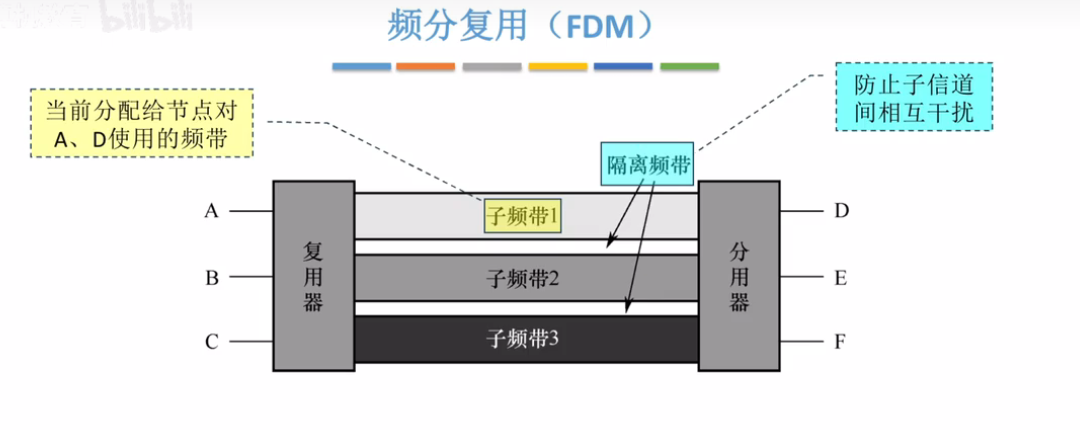 bilibili
频分复用（FDM）
当前分配给节点对
A、D使用的频带
防止子信道
间相互干扰
隔离频带
A
子频带1
D
复用器
分用器
B
子频带2
E
C
子频带3
F